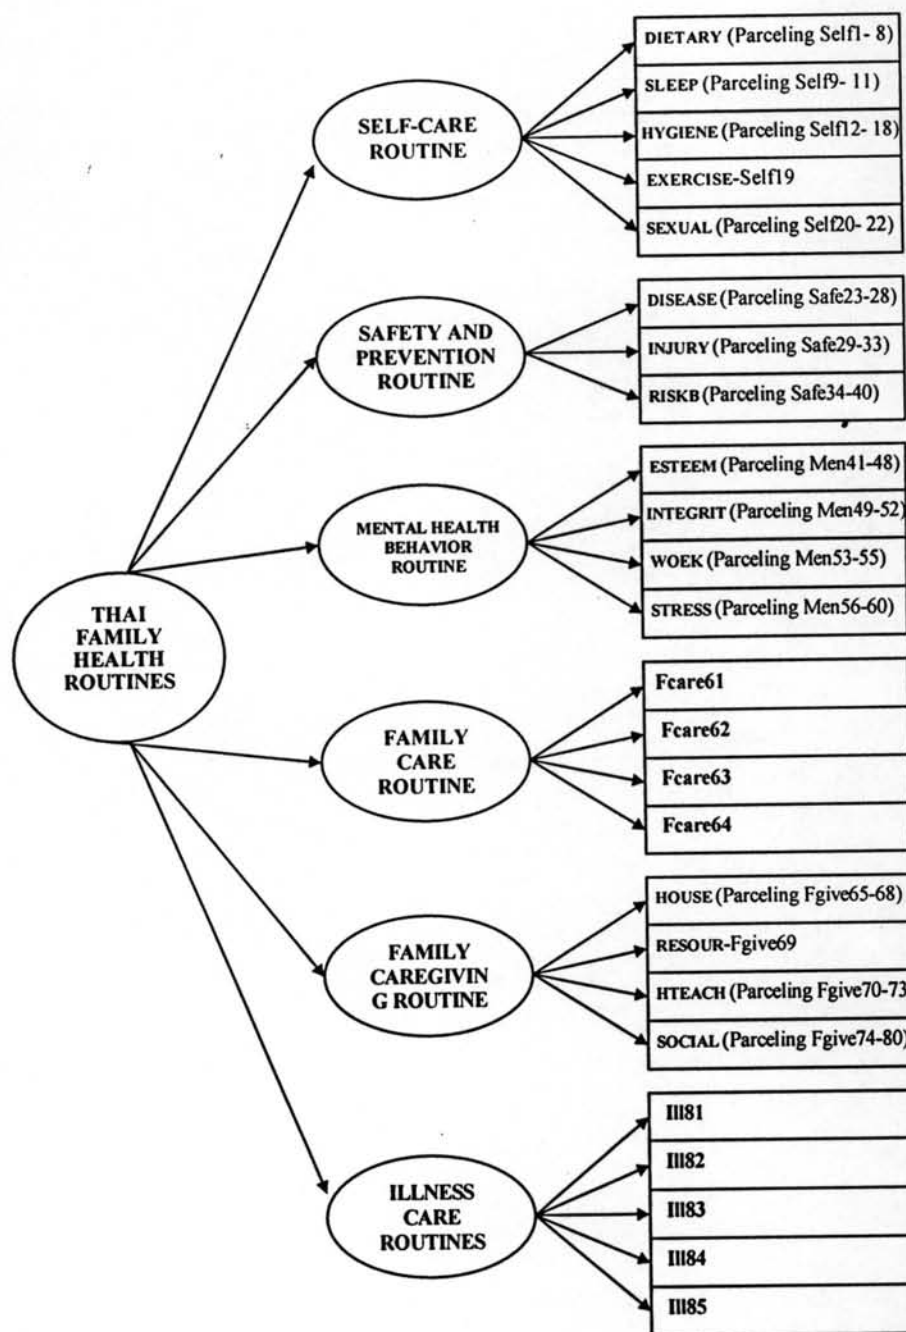 DIETARY (Parceling Self1- 8)
SLEEP (Parceling Self9- 11)
SELF-CARE
ROUTINE
HYGIENE (Parceling Self12- 18)
EXERCISE-Self19
SEXUAL (Parceling Self20- 22)
DISEASE (Parceling Safe23-28)
SAFETY AND
PREVENTION
ROUTINE
INJURY (Parceling Safe29-33)
RISKB (Parceling Safe34-40)
ESTEEM (Parceling Men41-48)
INTEGRIT (Parceling Men49-52)
MENTAL HEALTH
BEHAVIOR
ROUTINE
WOEK (Parceling Men53-55)
STRESS (Parceling Men56-60)
THAI
FAMILY
HEALTH
ROUTINES
Fcare61
Fcare62
FAMILY
CARE
ROUTINE
Fcare63
Fcare64
HOUSE (Parceling Fgive65-68)
RESOUR-Fgive69
FAMILY
CAREGIVIN
G ROUTINE
HTEACH (Parceling Fgive70-73
SOCIAL (Parceling Fgive74-80)
Ill81
Ill82
ILLNESS
CARE
ROUTINES
Ill83
Ill84
Ill85